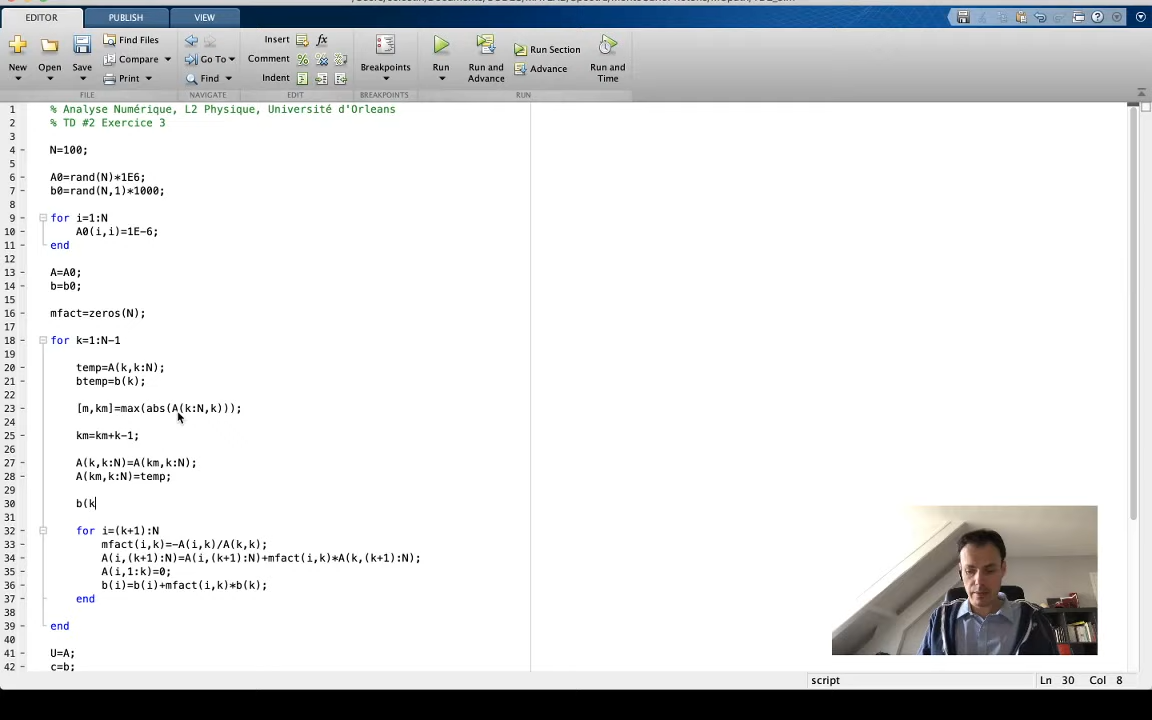 EDITOR PUBLISH VIEW
New Open Save Find Files Compare Print
Insert fx Comment Indent
Go To Find
Breakpoints
Run Run and Advance Run Section Advance Run and Time
FILE NAVIGATE EDIT BREAKPOINTS RUN
1 % Analyse Numérique, L2 Physique, Université d'Orleans
2 % TD #2 Exercice 3
3
4 - N=100;
5
6 - A0=rand(N)*1E6;
7 - b0=rand(N,1)*1000;
8
9 - for i=1:N
10 - A0(i,i)=1E-6;
11 - end
12
13 - A=A0;
14 - b=b0;
15
16 - mfact=zeros(N);
17
18 - for k=1:N-1
19
20 - temp=A(k,k:N);
21 - btemp=b(k);
22
23 - [m,km]=max(abs(A(k:N,k)));
24
25 - km=km+k-1;
26
27 - A(k,k:N)=A(km,k:N);
28 - A(km,k:N)=temp;
29
30 b(k
31
32 - for i=(k+1):N
33 - mfact(i,k)=-A(i,k)/A(k,k);
34 - A(i,(k+1):N)=A(i,(k+1):N)+mfact(i,k)*A(k,(k+1):N);
35 - A(i,1:k)=0;
36 - b(i)=b(i)+mfact(i,k)*b(k);
37 - end
38
39 - end
40
41 - U=A;
42 - c=b;
script Ln 30 Col 8